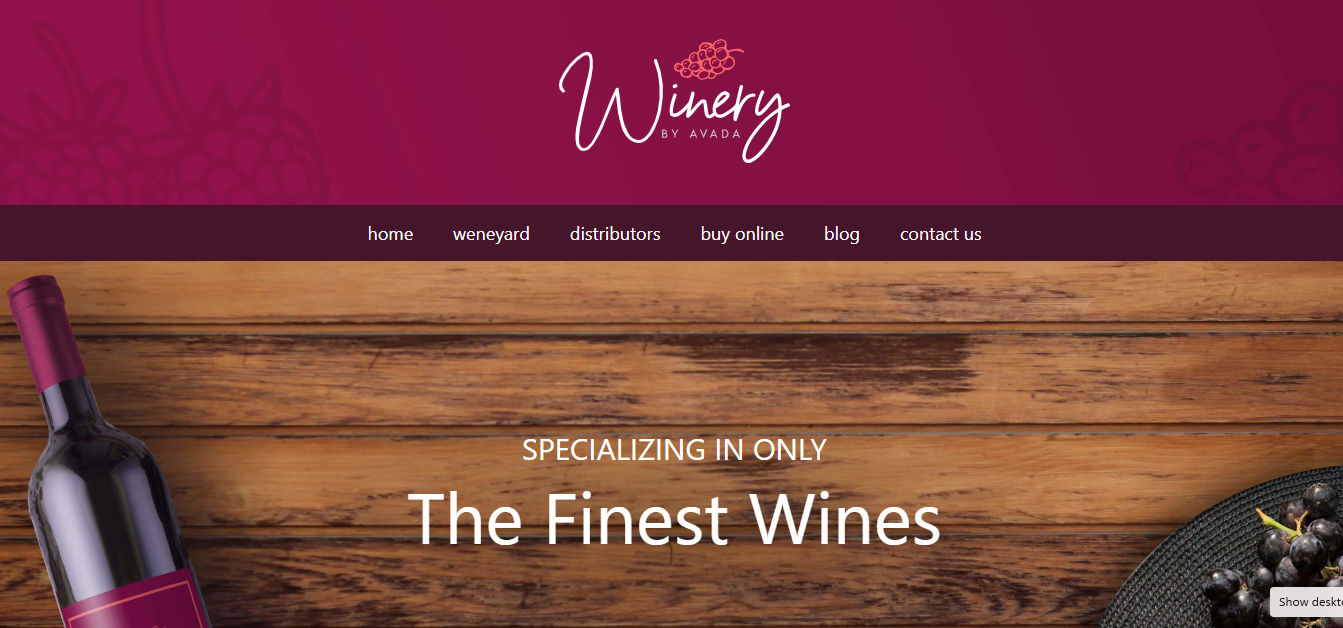 Winery
BY AVADA
home weneyard distributors buy online blog contact us
SPECIALIZING IN ONLY
The Finest Wines
Show deskt